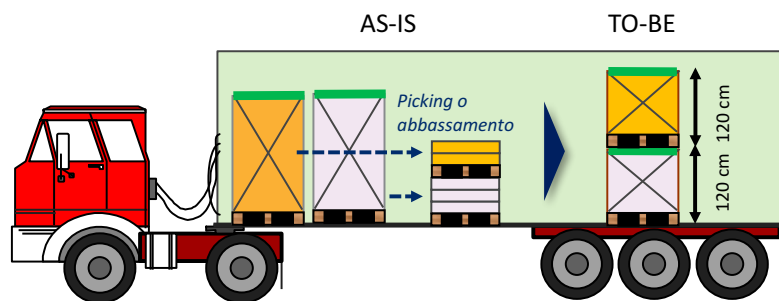 AS-IS
TO-BE
Picking o
abbassamento
120 cm
120 cm